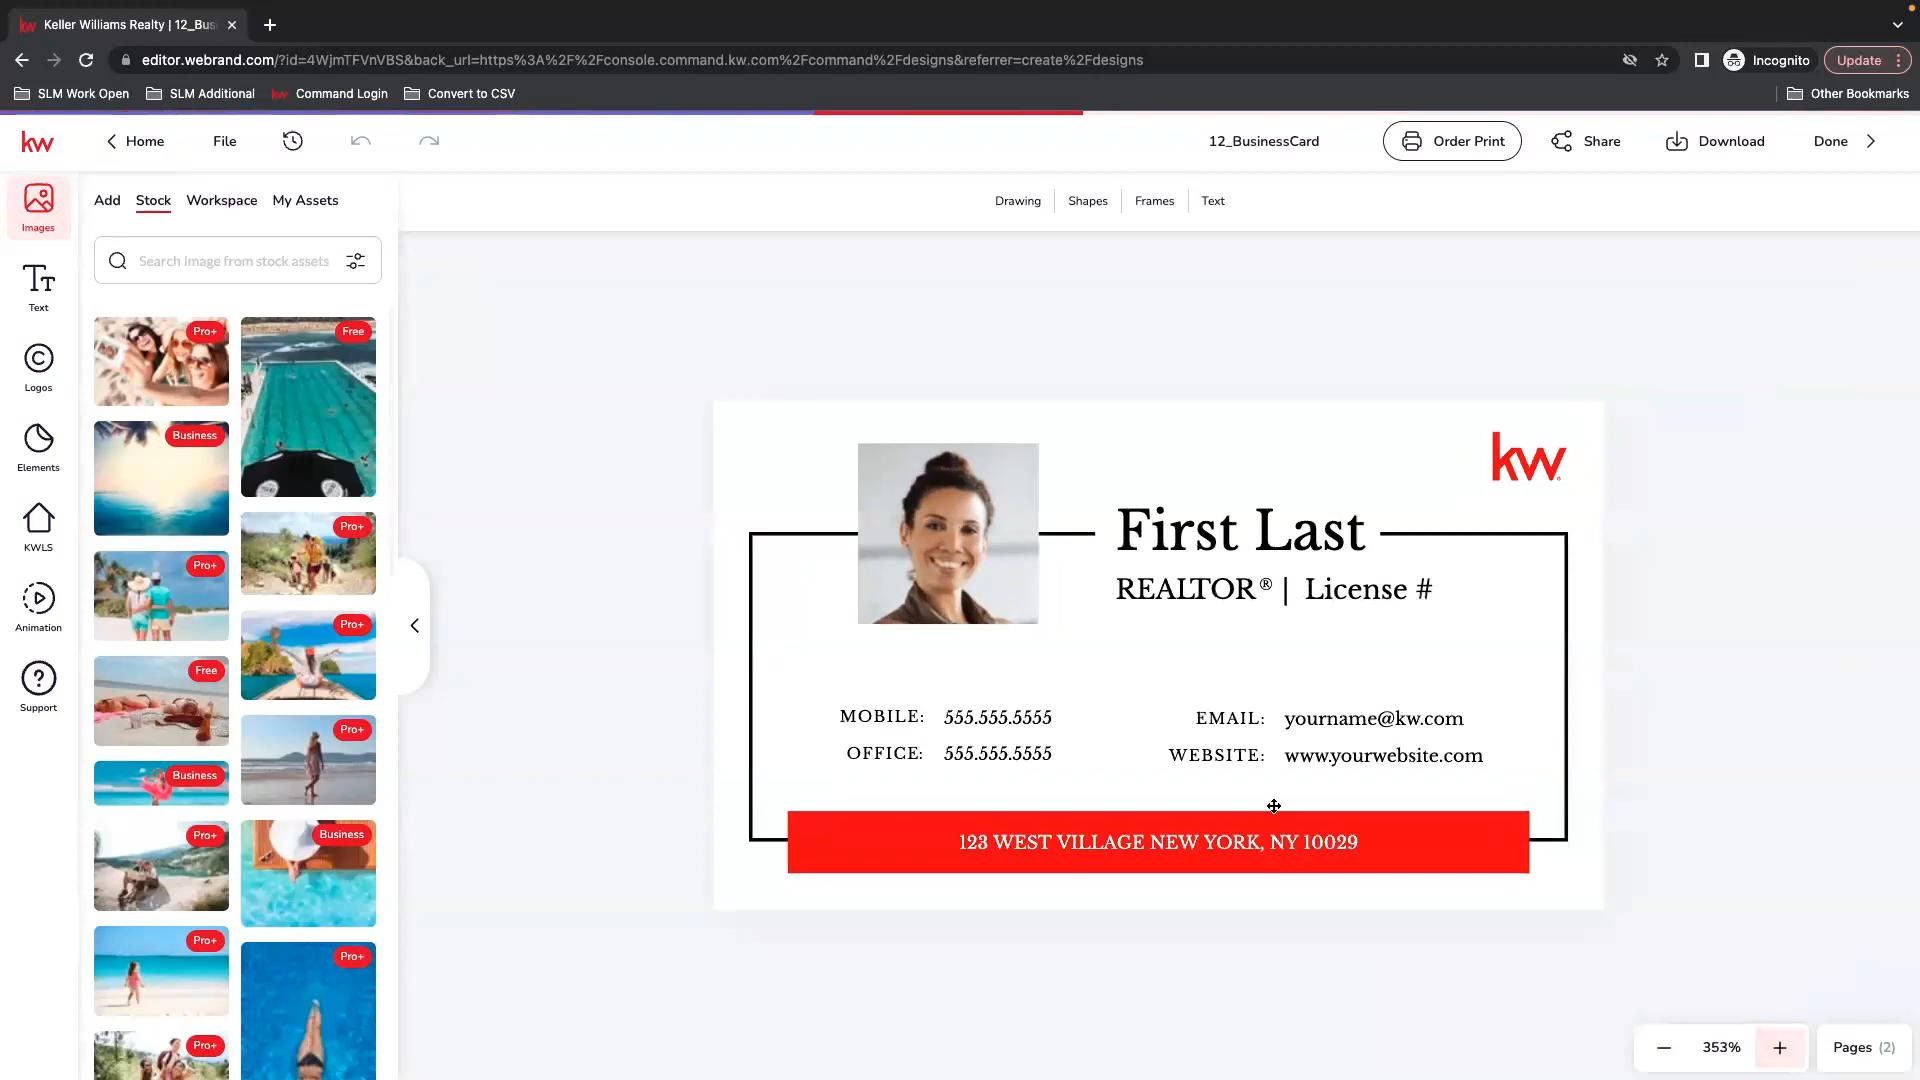 Keller Williams Realty | 12_Bus
editor.webrand.com/?id=4WjmTFVnVBS&back_url=https%3A%2F%2Fconsole.command.kw.com%2Fcommand%2Fdesigns&referrer=create%2Fdesigns
Incognito
Update
SLM Work Open
SLM Additional
kw
Command Login
Convert to CSV
Other Bookmarks
kw
Home
File
12_BusinessCard
Order Print
Share
Download
Done
Images
Text
Logos
Elements
KWLS
Animation
Support
Add
Stock
Workspace
My Assets
Search image from stock assets
Pro+
Free
Business
Pro+
Pro+
Pro+
Free
Pro+
Business
Pro+
Business
Pro+
Pro+
Pro+
Drawing
Shapes
Frames
Text
kw
First Last
REALTOR® | License #
MOBILE: 555.555.5555
OFFICE: 555.555.5555
EMAIL: yourname@kw.com
WEBSITE: www.yourwebsite.com
123 WEST VILLAGE NEW YORK, NY 10029
353%
Pages (2)